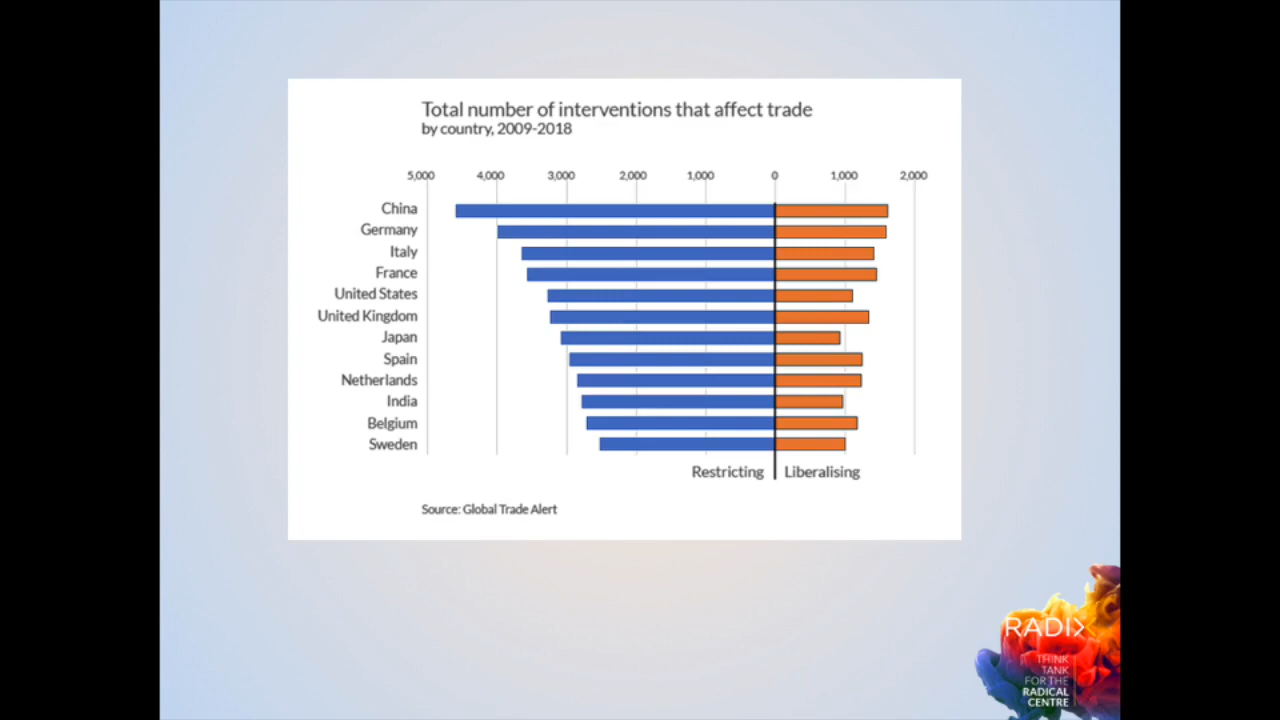 Total number of interventions that affect trade
by country, 2009-2018
5,000 4,000 3,000 2,000 1,000 0 1,000 2,000
China
Germany
Italy
France
United States
United Kingdom
Japan
Spain
Netherlands
India
Belgium
Sweden
Restricting Liberalising
Source: Global Trade Alert
RADIX
THINK
TANK
FOR THE
RADICAL
CENTRE